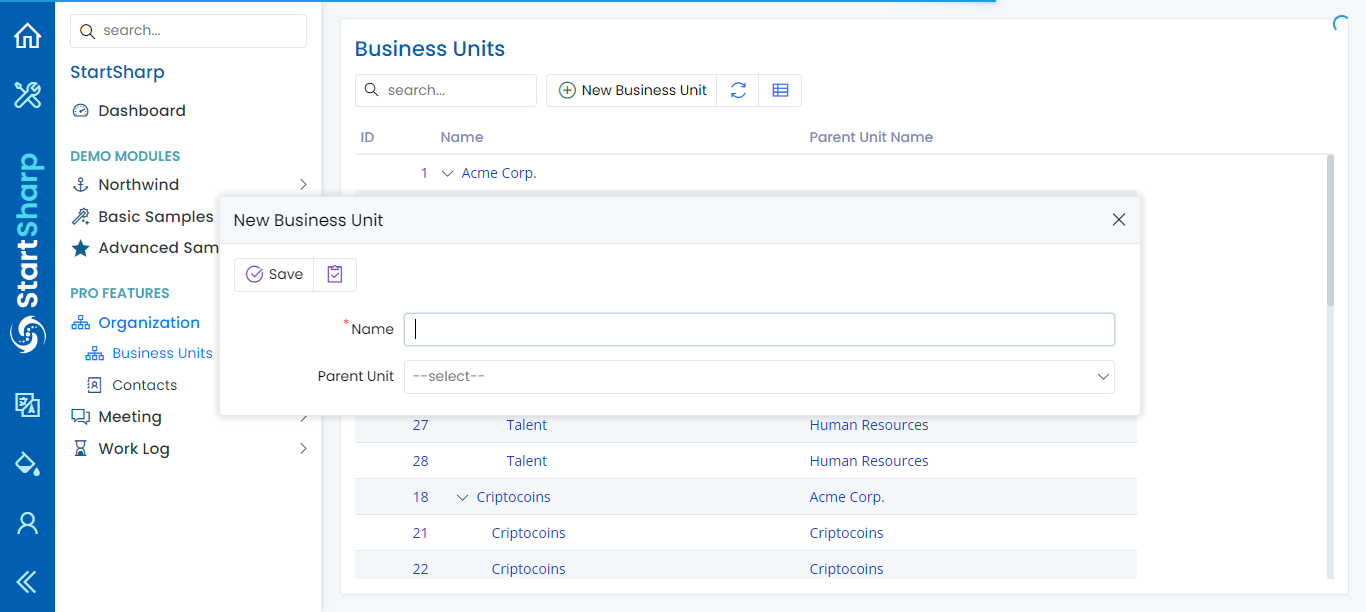 StartSharp
search...
StartSharp
Dashboard
DEMO MODULES
Northwind
Basic Samples
Advanced Sam
PRO FEATURES
Organization
Business Units
Contacts
Meeting
Work Log
Business Units
search...
New Business Unit
ID Name Parent Unit Name
1 Acme Corp.
New Business Unit
Save
* Name
Parent Unit --select--
27 Talent Human Resources
28 Talent Human Resources
18 Criptocoins Acme Corp.
21 Criptocoins Criptocoins
22 Criptocoins Criptocoins